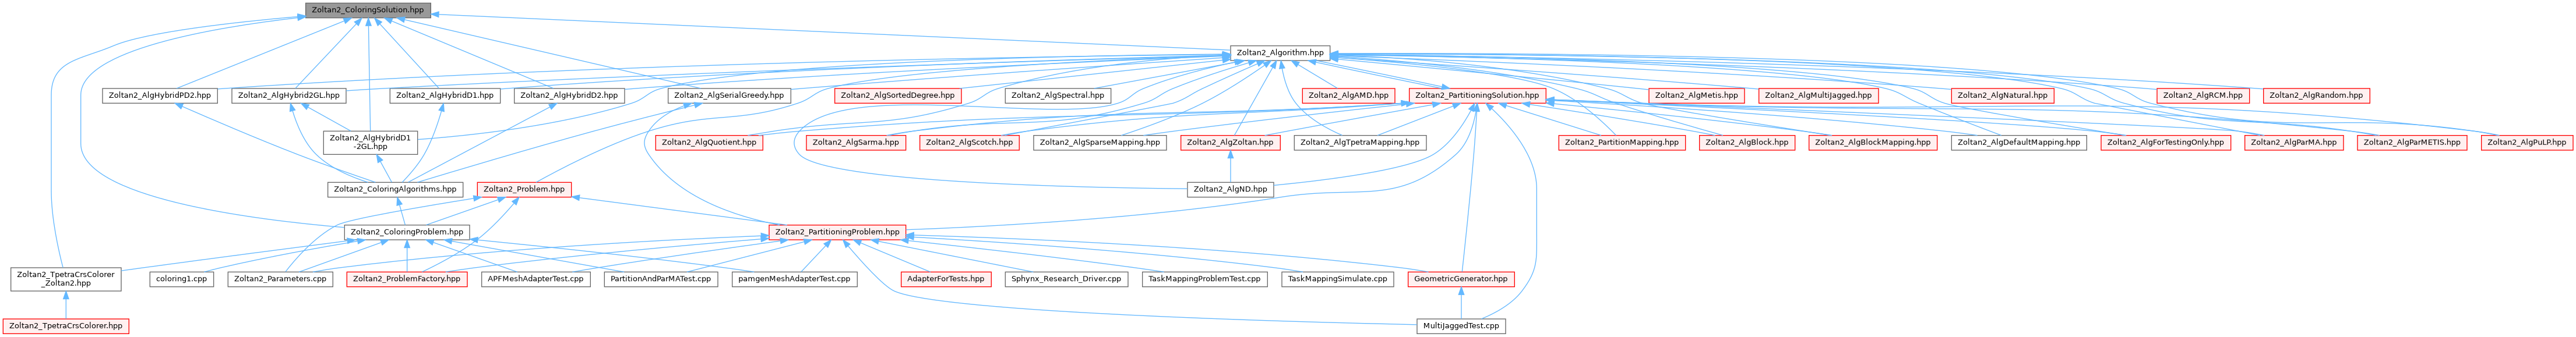 Zoltan2_ColoringSolution.hpp
Zoltan2_Algorithm.hpp
Zoltan2_AlgHybridPD2.hpp
Zoltan2_AlgHybrid2GL.hpp
Zoltan2_AlgHybridD1.hpp
Zoltan2_AlgHybridD2.hpp
Zoltan2_AlgSerialGreedy.hpp
Zoltan2_AlgSortedDegree.hpp
Zoltan2_AlgSpectral.hpp
Zoltan2_AlgAMD.hpp
Zoltan2_PartitioningSolution.hpp
Zoltan2_AlgMetis.hpp
Zoltan2_AlgMultiJagged.hpp
Zoltan2_AlgNatural.hpp
Zoltan2_AlgRCM.hpp
Zoltan2_AlgRandom.hpp
Zoltan2_AlgHybridD1
-2GL.hpp
Zoltan2_AlgQuotient.hpp
Zoltan2_AlgSarma.hpp
Zoltan2_AlgScotch.hpp
Zoltan2_AlgSparseMapping.hpp
Zoltan2_AlgZoltan.hpp
Zoltan2_AlgTpetraMapping.hpp
Zoltan2_PartitionMapping.hpp
Zoltan2_AlgBlock.hpp
Zoltan2_AlgBlockMapping.hpp
Zoltan2_AlgDefaultMapping.hpp
Zoltan2_AlgForTestingOnly.hpp
Zoltan2_AlgParMA.hpp
Zoltan2_AlgParMETIS.hpp
Zoltan2_AlgPuLP.hpp
Zoltan2_ColoringAlgorithms.hpp
Zoltan2_Problem.hpp
Zoltan2_AlgND.hpp
Zoltan2_ColoringProblem.hpp
Zoltan2_PartitioningProblem.hpp
Zoltan2_TpetraCrsColorer
_Zoltan2.hpp
coloring1.cpp
Zoltan2_Parameters.cpp
Zoltan2_ProblemFactory.hpp
APFMeshAdapterTest.cpp
PartitionAndParMATest.cpp
pamgenMeshAdapterTest.cpp
AdapterForTests.hpp
Sphynx_Research_Driver.cpp
TaskMappingProblemTest.cpp
TaskMappingSimulate.cpp
GeometricGenerator.hpp
Zoltan2_TpetraCrsColorer.hpp
MultiJaggedTest.cpp